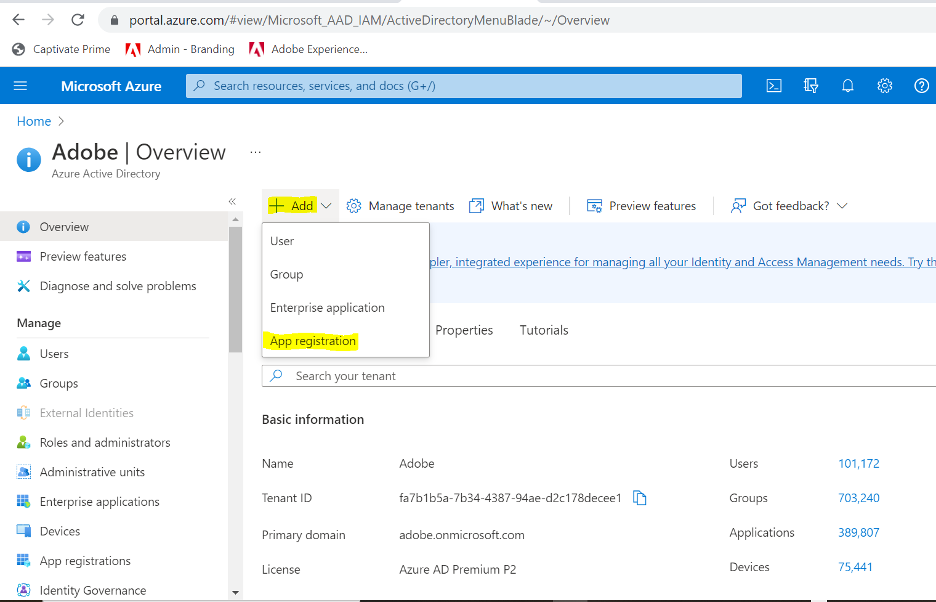 portal.azure.com/#view/Microsoft_AAD_IAM/ActiveDirectoryMenuBlade/~/Overview
Captivate Prime Admin - Branding Adobe Experience...
Microsoft Azure Search resources, services, and docs (G+/)
Home >
Adobe | Overview ...
Azure Active Directory
«
Overview
Preview features
Diagnose and solve problems
Manage
Users
Groups
External Identities
Roles and administrators
Administrative units
Enterprise applications
Devices
App registrations
Identity Governance
+ Add Manage tenants What's new Preview features Got feedback?
User
Group
Enterprise application
App registration
pler, integrated experience for managing all your Identity and Access Management needs. Try th
Properties Tutorials
Search your tenant
Basic information
Name Adobe Users 101,172
Tenant ID fa7b1b5a-7b34-4387-94ae-d2c178decee1 Groups 703,240
Primary domain adobe.onmicrosoft.com Applications 389,807
License Azure AD Premium P2 Devices 75,441